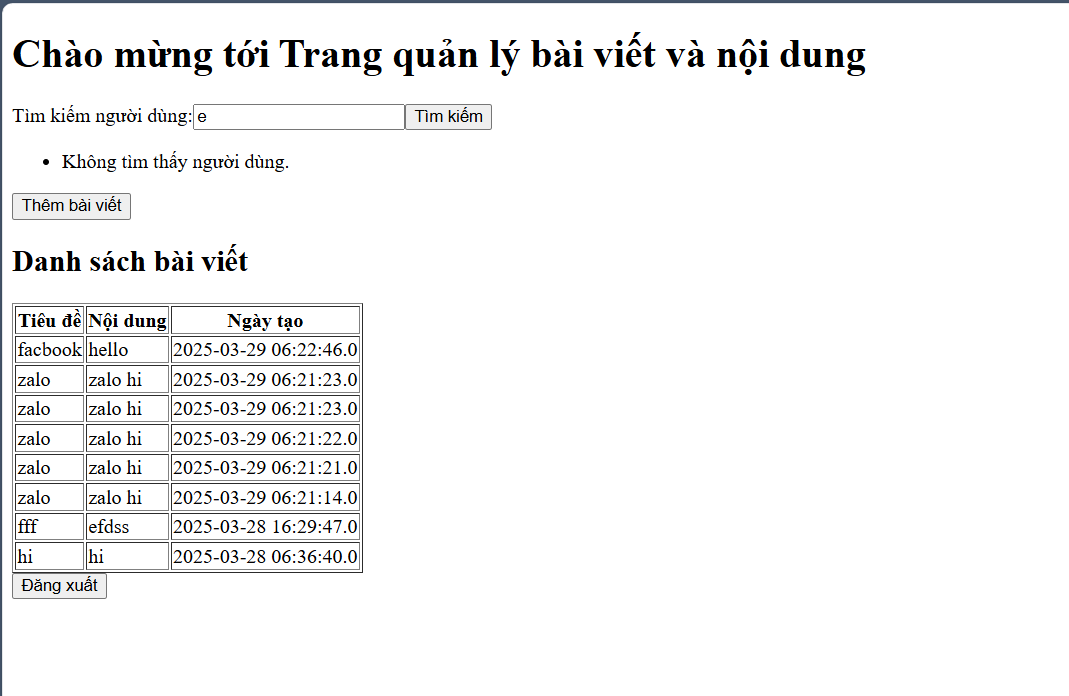 Chào mừng tới Trang quản lý bài viết và nội dung
Tìm kiếm người dùng: e Tìm kiếm
Không tìm thấy người dùng.
Thêm bài viết
Danh sách bài viết
Tiêu đề Nội dung Ngày tạo
facbook hello 2025-03-29 06:22:46.0
zalo zalo hi 2025-03-29 06:21:23.0
zalo zalo hi 2025-03-29 06:21:23.0
zalo zalo hi 2025-03-29 06:21:22.0
zalo zalo hi 2025-03-29 06:21:21.0
zalo zalo hi 2025-03-29 06:21:14.0
fff efdss 2025-03-28 16:29:47.0
hi hi 2025-03-28 06:36:40.0
Đăng xuất